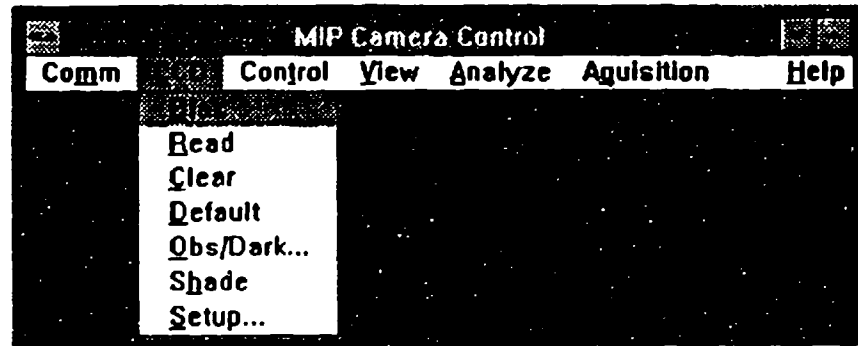 MIP Camera Control
Comm Control View Analyze Aquisition Help
Read
Clear
Default
Obs/Dark...
Shade
Setup...